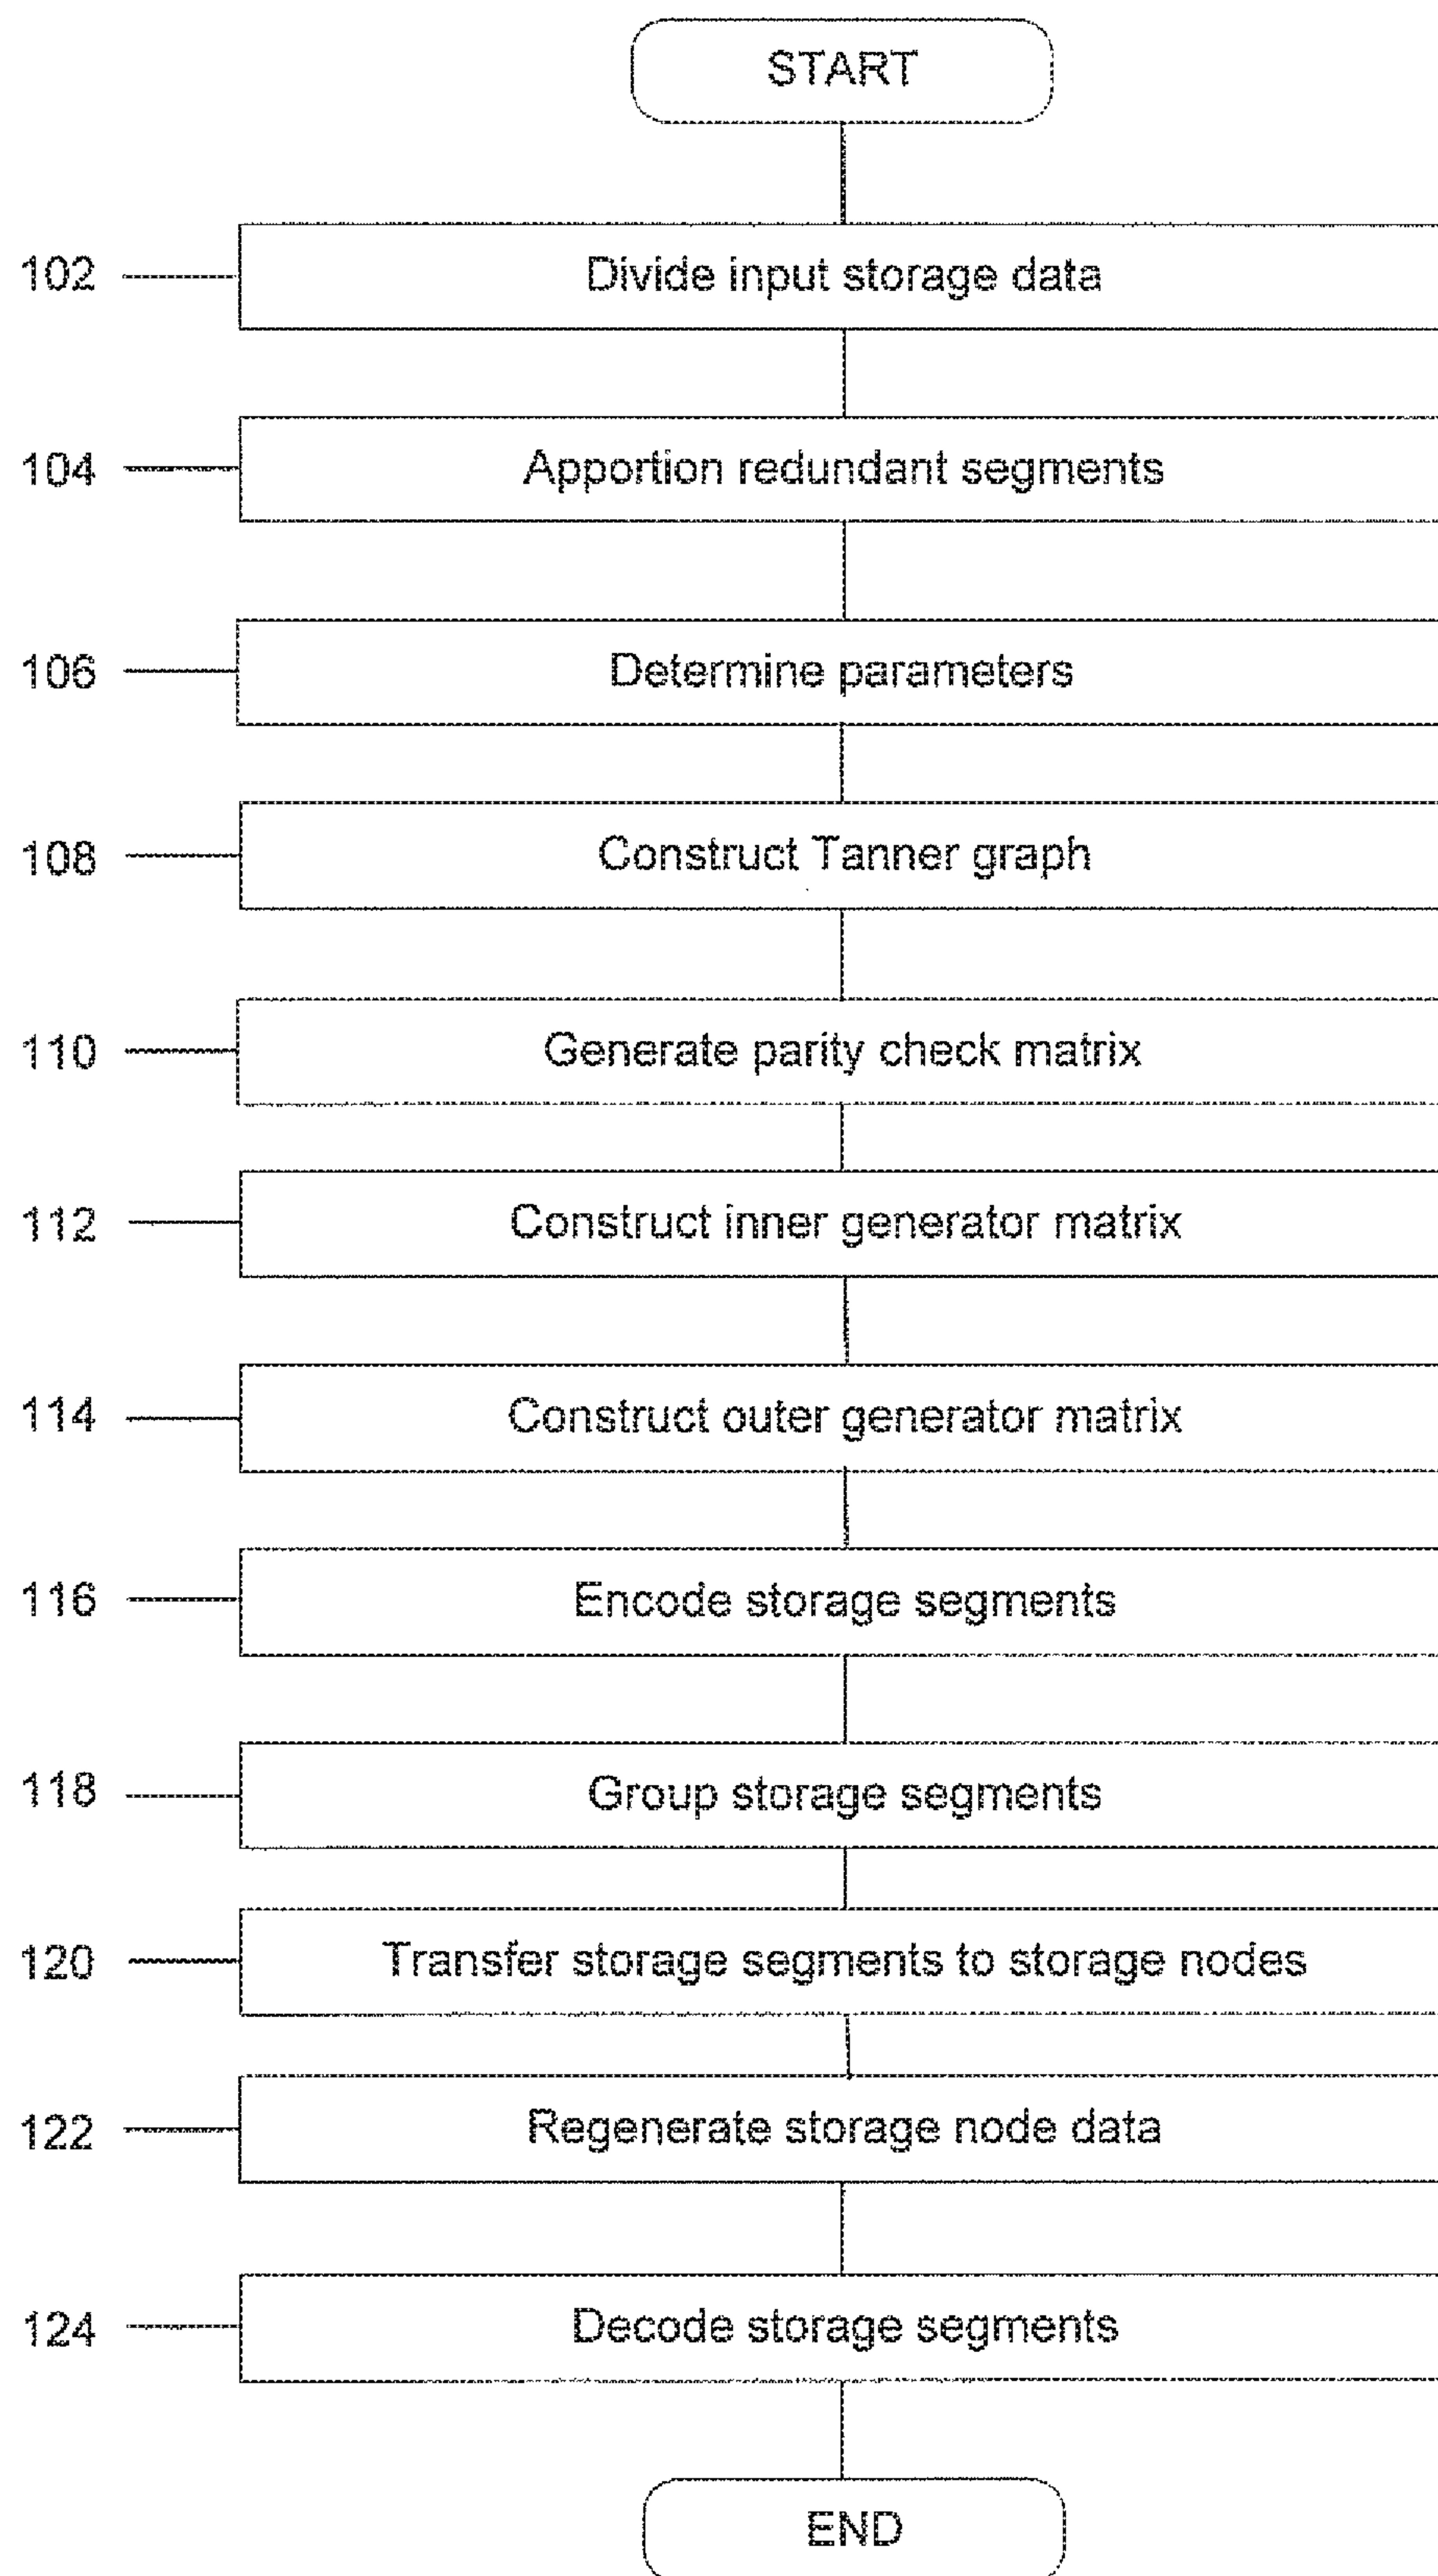 START
102 Divide input storage data
104 Apportion redundant segments
106 Determine parameters
108 Construct Tanner graph
110 Generate parity check matrix
112 Construct inner generator matrix
114 Construct outer generator matrix
116 Encode storage segments
118 Group storage segments
120 Transfer storage segments to storage nodes
122 Regenerate storage node data
124 Decode storage segments
END